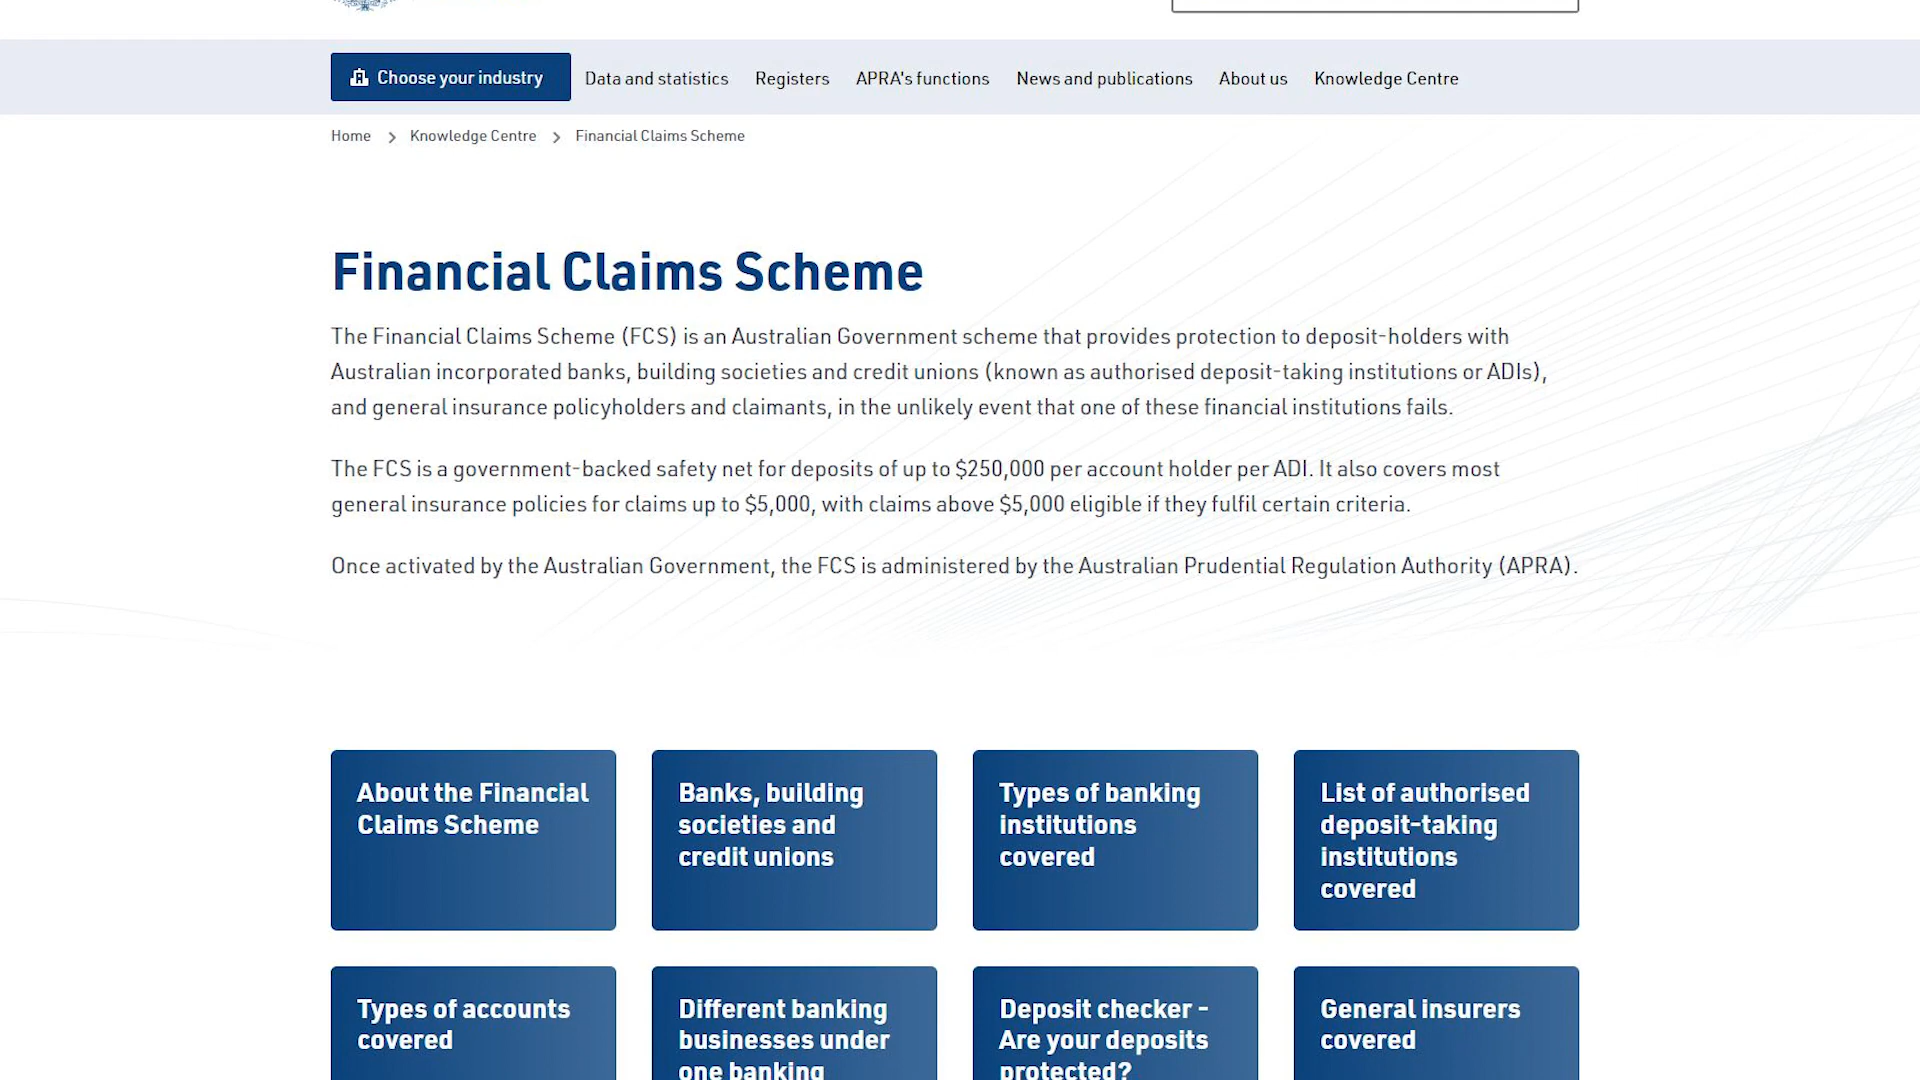 Choose your industry
Data and statistics
Registers
APRA's functions
News and publications
About us
Knowledge Centre
Home > Knowledge Centre > Financial Claims Scheme
Financial Claims Scheme
The Financial Claims Scheme (FCS) is an Australian Government scheme that provides protection to deposit-holders with
Australian incorporated banks, building societies and credit unions (known as authorised deposit-taking institutions or ADIs),
and general insurance policyholders and claimants, in the unlikely event that one of these financial institutions fails.
The FCS is a government-backed safety net for deposits of up to $250,000 per account holder per ADI. It also covers most
general insurance policies for claims up to $5,000, with claims above $5,000 eligible if they fulfil certain criteria.
Once activated by the Australian Government, the FCS is administered by the Australian Prudential Regulation Authority (APRA).
About the Financial
Claims Scheme
Banks, building
societies and
credit unions
Types of banking
institutions
covered
List of authorised
deposit-taking
institutions
covered
Types of accounts
covered
Different banking
businesses under
one banking
Deposit checker -
Are your deposits
protected?
General insurers
covered